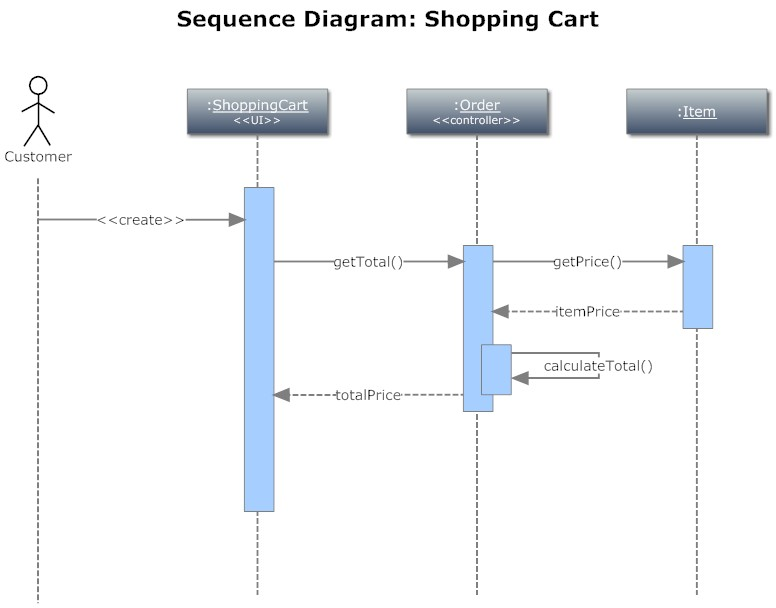 Sequence Diagram: Shopping Cart
:ShoppingCart
<<UI>>
:Order
<<controller>>
:Item
Customer
<<create>>
getTotal()
getPrice()
itemPrice
calculateTotal()
totalPrice